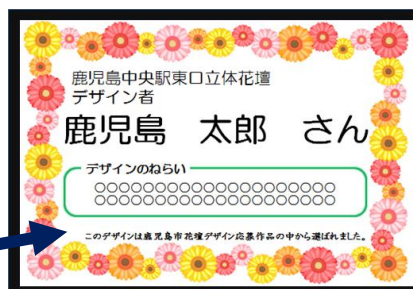 鹿児島中央駅東口立体花壇
デザイン者
鹿児島　太郎　さん
デザインのねらい
○○○○○○○○○○○○○○○○○○○○
○○○○○○○○○○○○○○○○○○○○
このデザインは鹿児島市花壇デザイン応募作品の中から選ばれました。